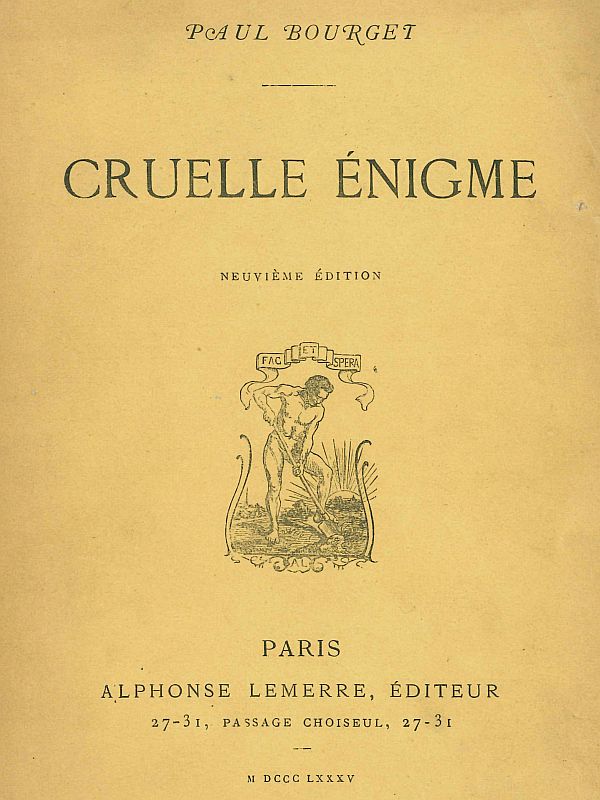 PAUL BOURGET
CRUELLE ÉNIGME
NEUVIÈME ÉDITION
FAC ET SPERA
AL
PARIS
ALPHONSE LEMERRE, ÉDITEUR
27-31, PASSAGE CHOISEUL, 27-31
M DCCC LXXXV